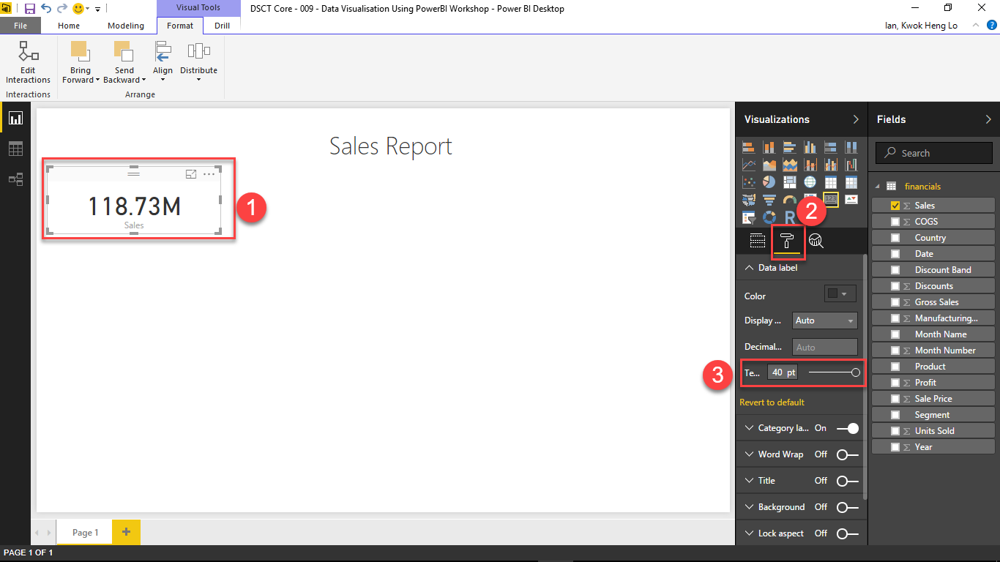 Visual Tools
DSCT Core - 009 - Data Visualisation Using PowerBI Workshop - Power BI Desktop
File Home Modeling Format Drill
Ian, Kwok Heng Lo
?
Edit
Interactions
Bring
Forward
Send
Backward
Align
Distribute
Interactions
Arrange
Sales Report
118.73M
Sales
1
Visualizations
123
R
2
Data label
Color
Display ... Auto
Decimal... Auto
3
Te... 40 pt
Revert to default
Category la... On
Word Wrap Off
Title Off
Background Off
Lock aspect Off
Fields
Search
financials
Σ Sales
Σ COGS
Country
Date
Discount Band
Σ Discounts
Σ Gross Sales
Σ Manufacturing...
Month Name
Σ Month Number
Product
Σ Profit
Σ Sale Price
Segment
Σ Units Sold
Σ Year
Page 1 +
PAGE 1 OF 1